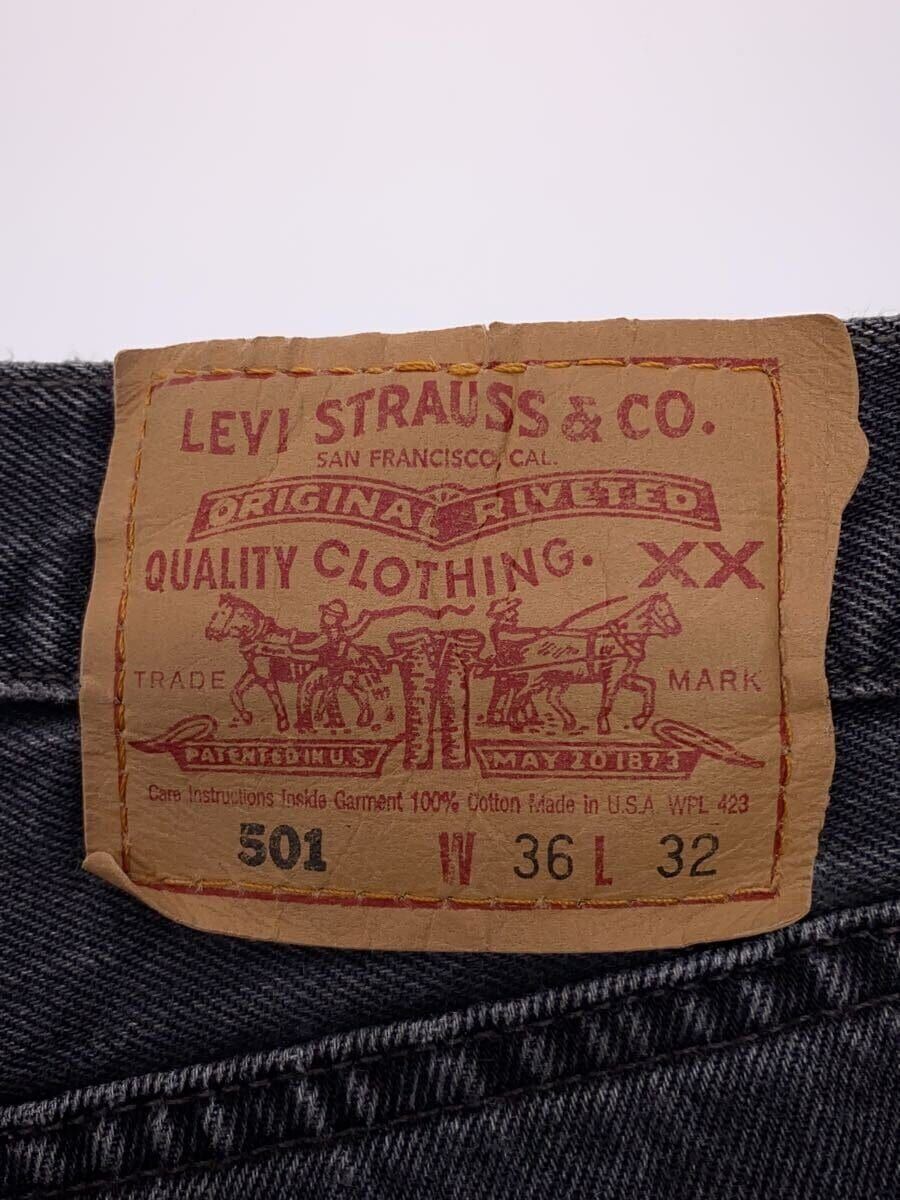 LEVI STRAUSS & CO.
SAN FRANCISCO, CAL.
ORIGINAL RIVETED
QUALITY CLOTHING. XX
TRADE MARK
PATENTED IN U.S. MAY 20 1873
Care Instructions Inside Garment 100% Cotton Made in U.S.A. WPL 423
501 W 36 L 32